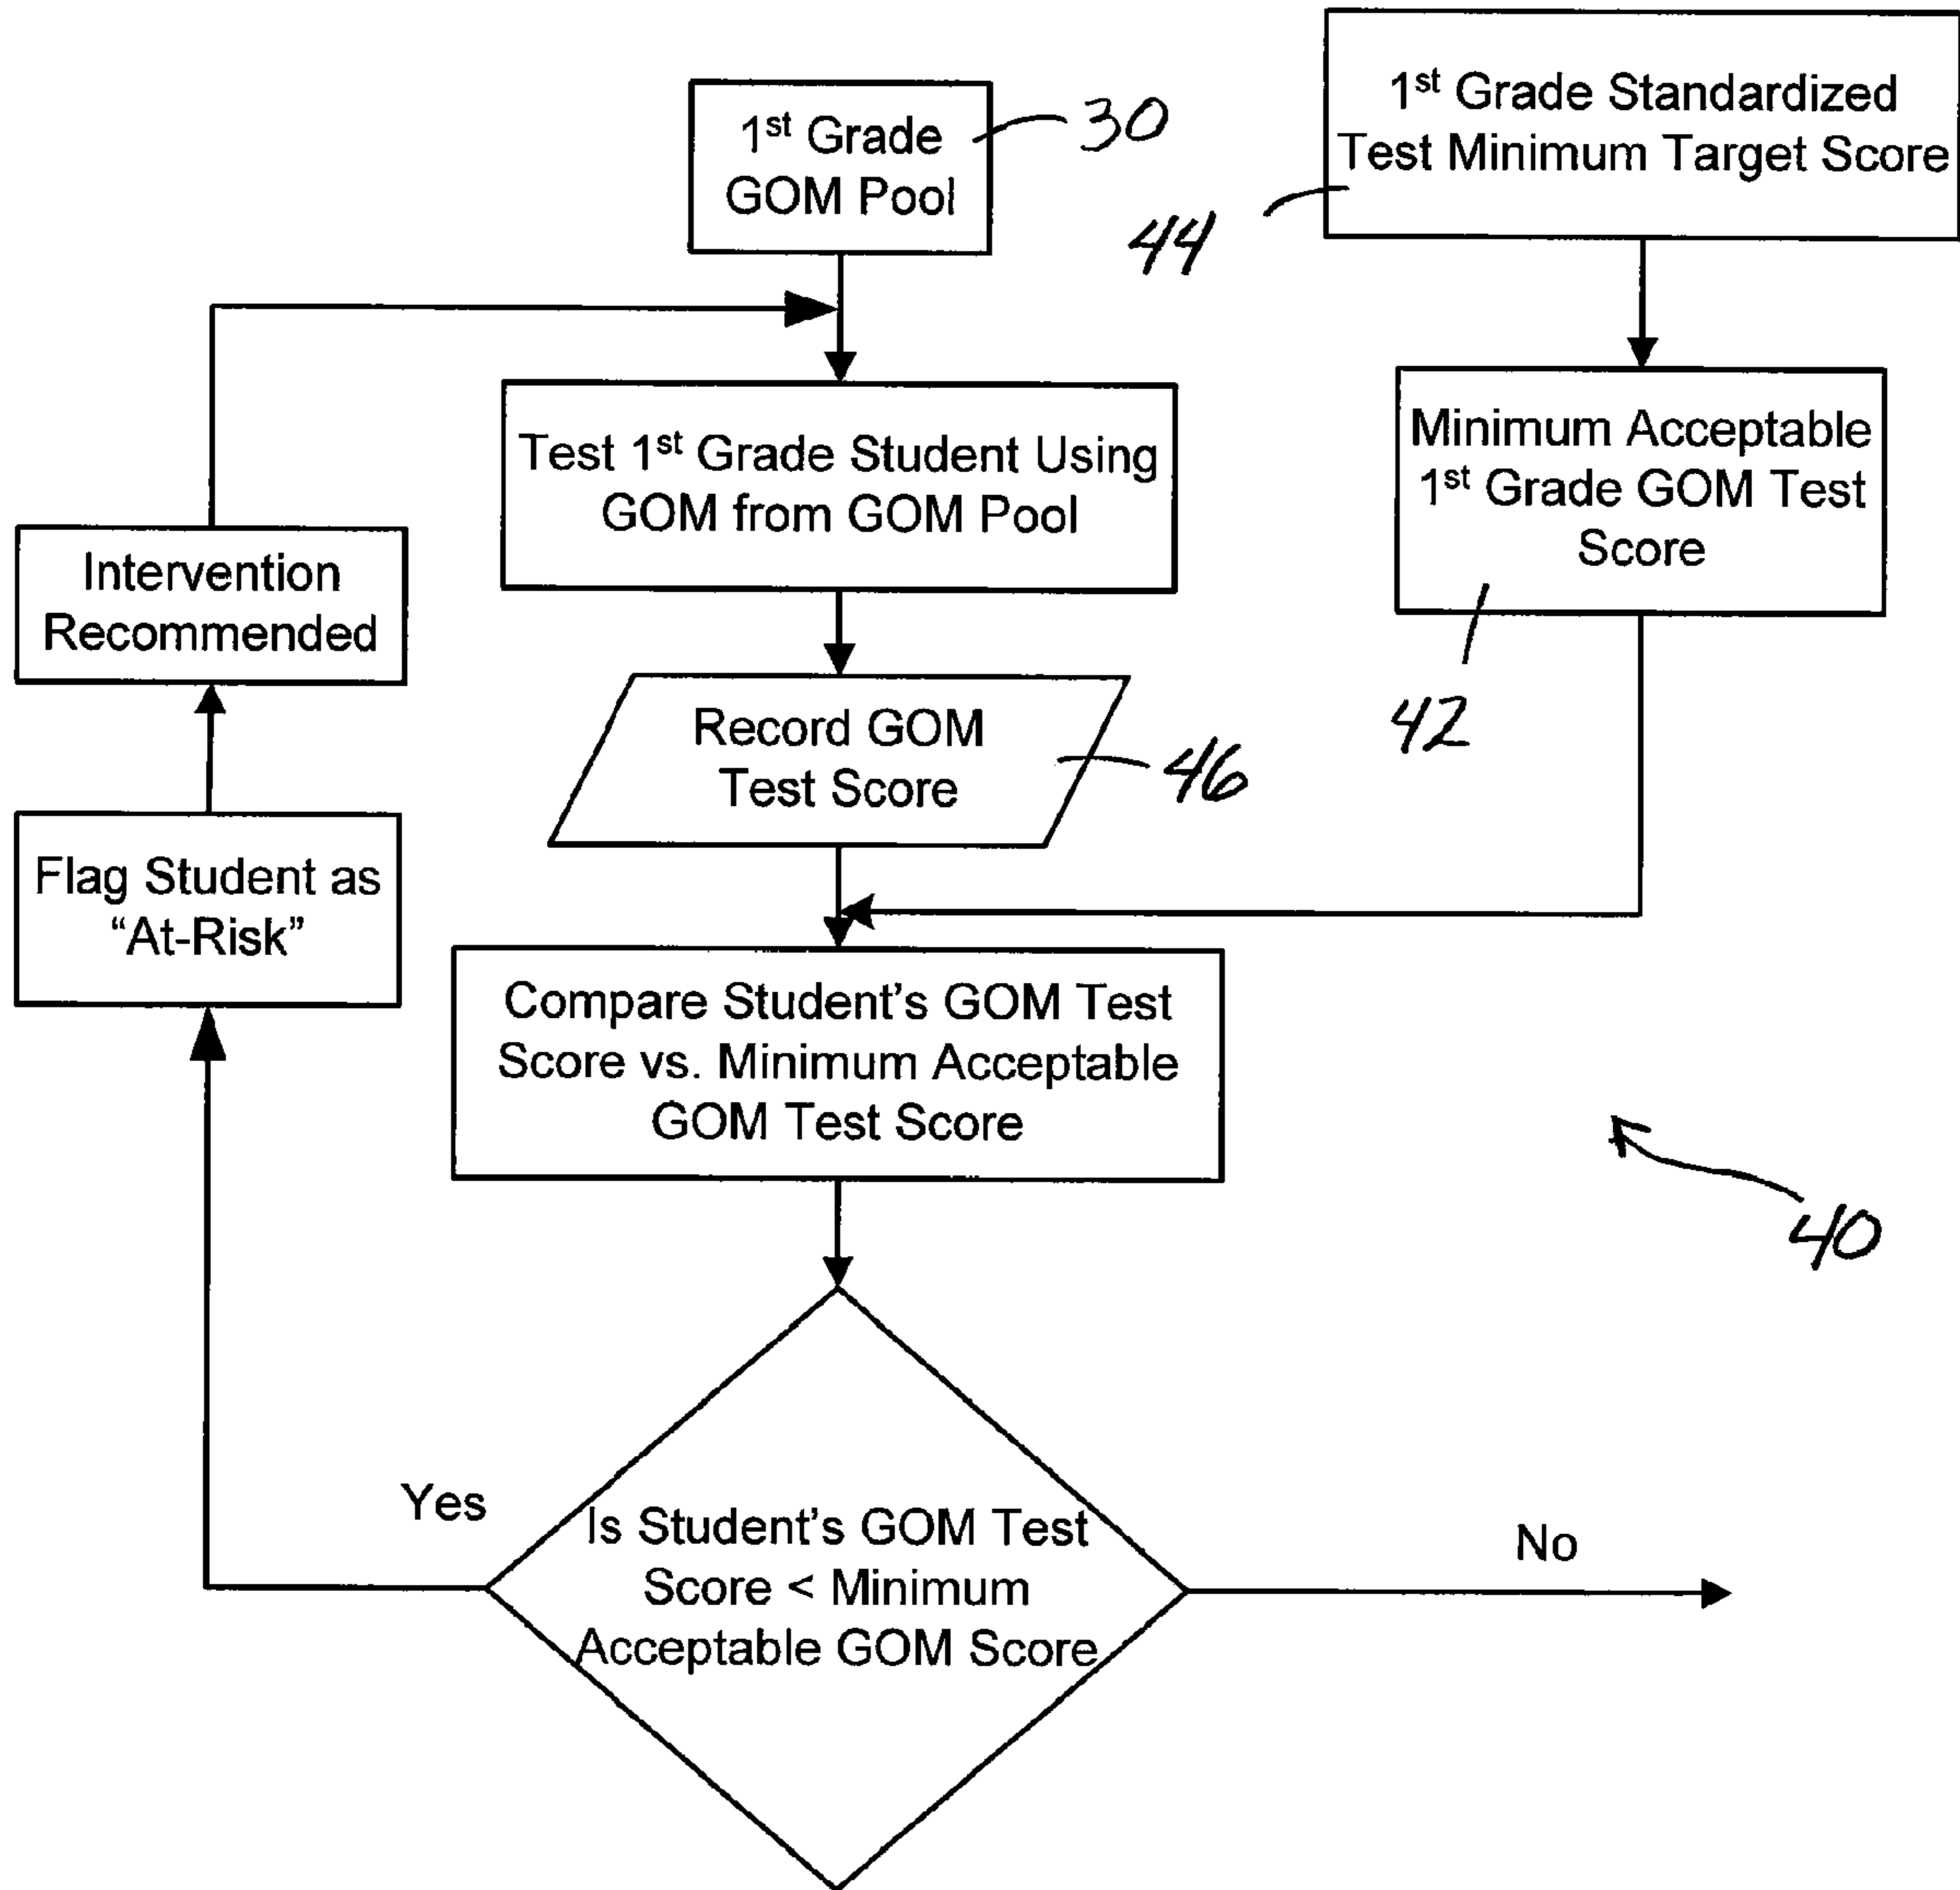 1st Grade
GOM Pool
30
1st Grade Standardized
Test Minimum Target Score
44
Test 1st Grade Student Using
GOM from GOM Pool
Minimum Acceptable
1st Grade GOM Test
Score
42
Intervention
Recommended
Record GOM
Test Score
46
Flag Student as
“At-Risk”
Compare Student’s GOM Test
Score vs. Minimum Acceptable
GOM Test Score
40
Yes
Is Student’s GOM Test
Score < Minimum
Acceptable GOM Score
No